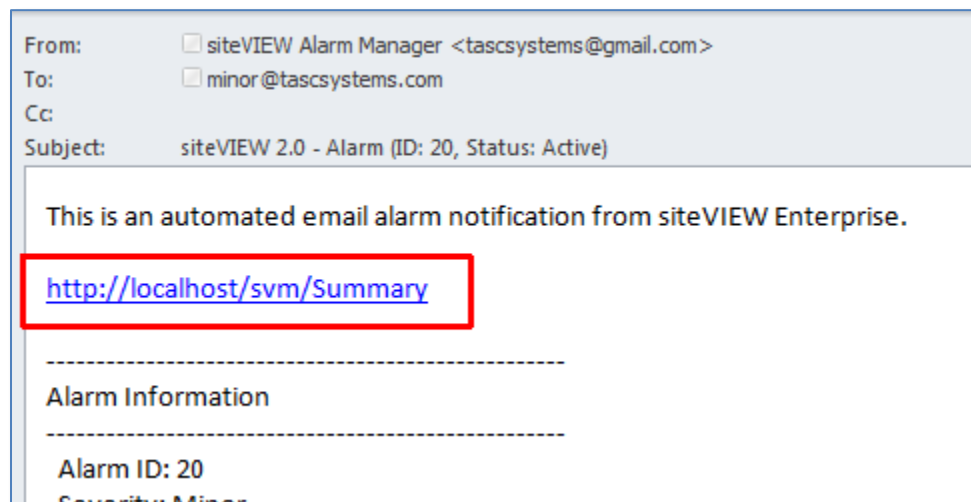 From: siteVIEW Alarm Manager <tascsystems@gmail.com>
To: minor@tascsystems.com
Cc:
Subject: siteVIEW 2.0 - Alarm (ID: 20, Status: Active)
This is an automated email alarm notification from siteVIEW Enterprise.
http://localhost/svm/Summary
----------------------------------------------------
Alarm Information
----------------------------------------------------
Alarm ID: 20
Severity: Minor